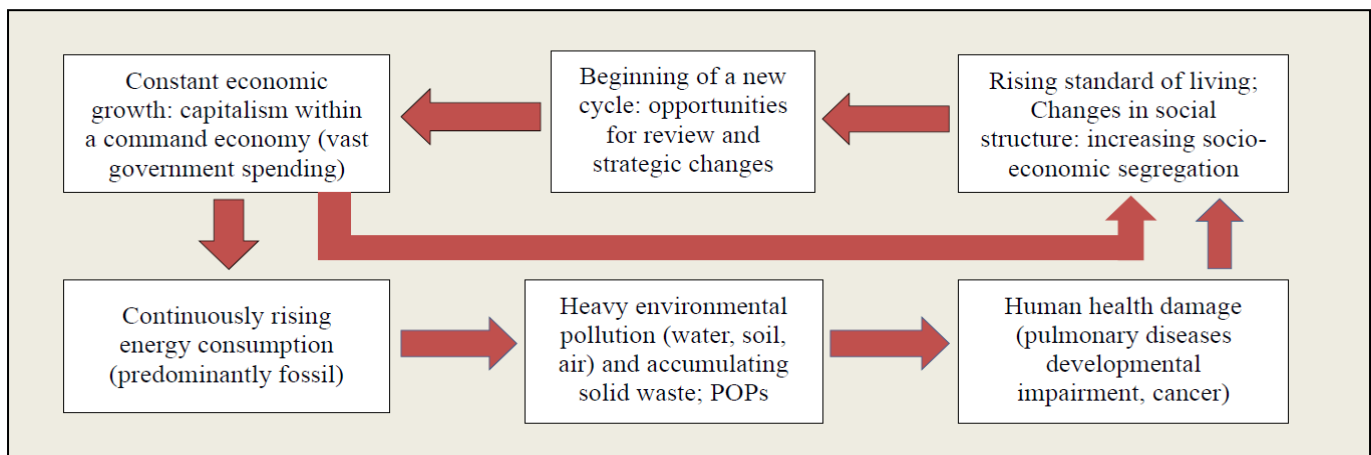 Constant economic
growth: capitalism within
a command economy (vast
government spending)
Beginning of a new
cycle: opportunities
for review and
strategic changes
Rising standard of living;
Changes in social
structure: increasing socio-
economic segregation
Continuously rising
energy consumption
(predominantly fossil)
Heavy environmental
pollution (water, soil,
air) and accumulating
solid waste; POPs
Human health damage
(pulmonary diseases
developmental
impairment, cancer)